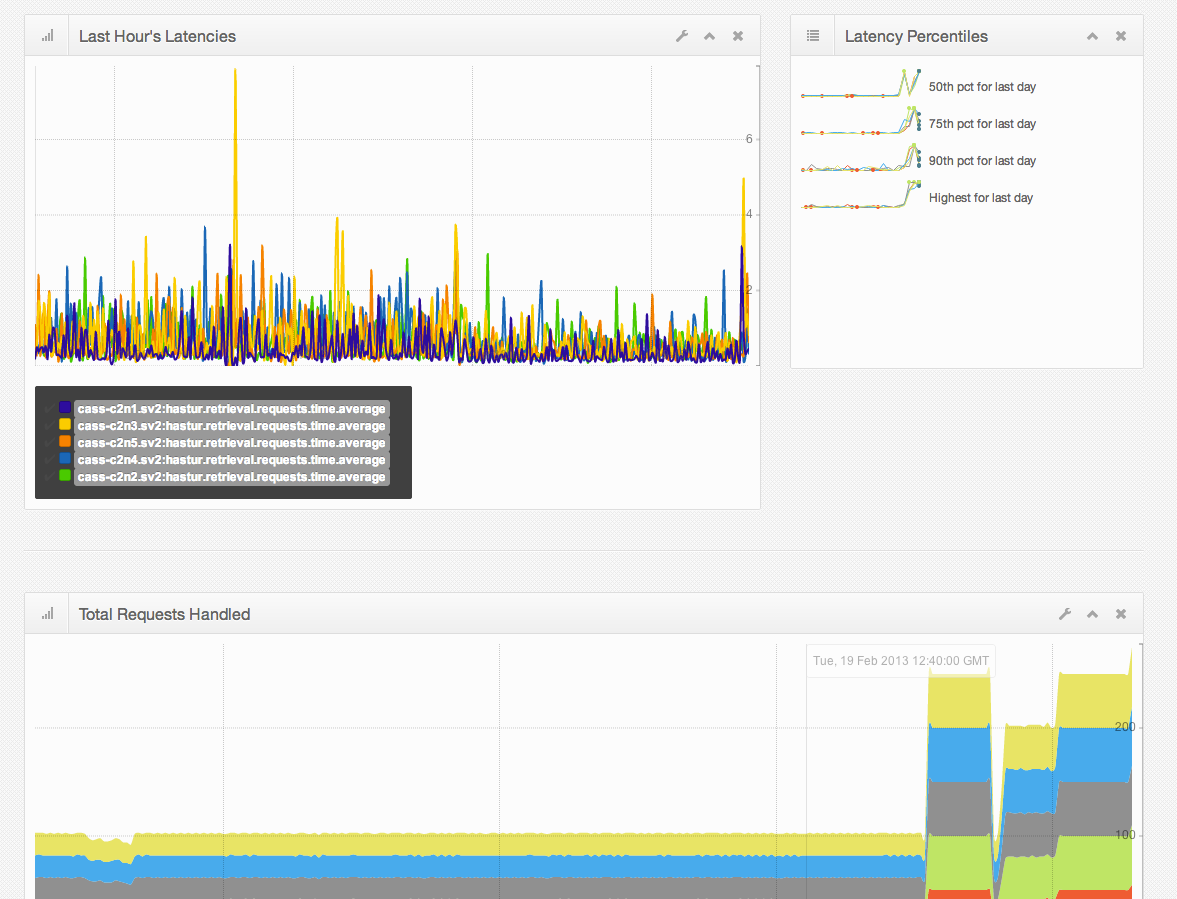 Last Hour's Latencies
6
4
2
cass-c2n1.sv2:hastur.retrieval.requests.time.average
cass-c2n3.sv2:hastur.retrieval.requests.time.average
cass-c2n5.sv2:hastur.retrieval.requests.time.average
cass-c2n4.sv2:hastur.retrieval.requests.time.average
cass-c2n2.sv2:hastur.retrieval.requests.time.average
Latency Percentiles
50th pct for last day
75th pct for last day
90th pct for last day
Highest for last day
Total Requests Handled
Tue, 19 Feb 2013 12:40:00 GMT
200
100